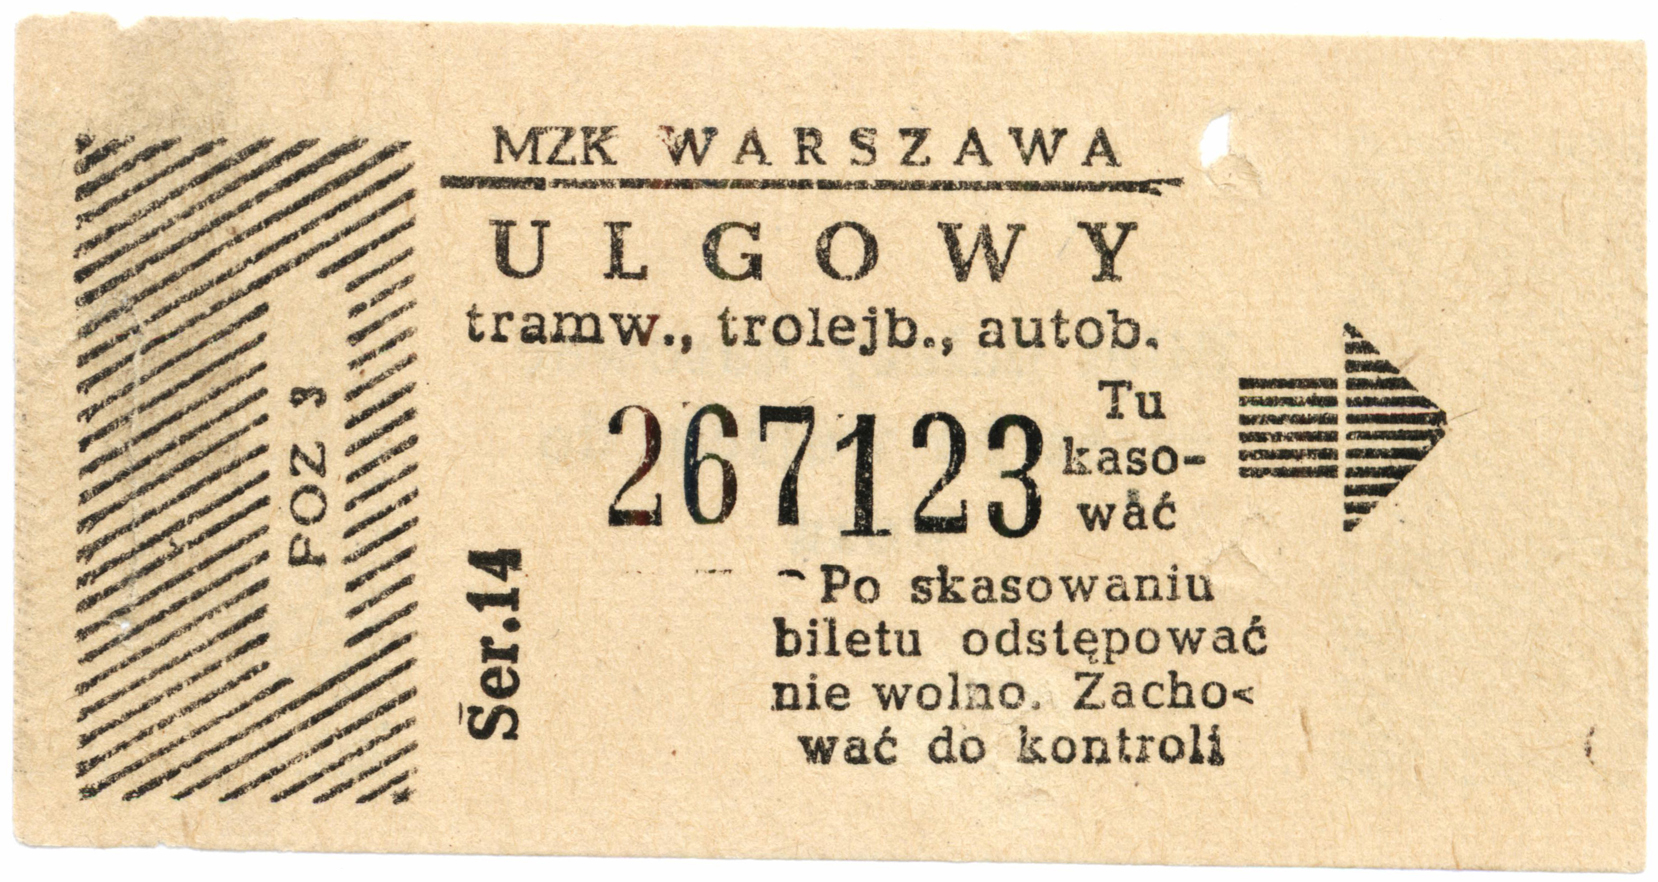 MZK WARSZAWA
ULGOWY
tramw., trolejb., autob.
267123
Tu
kaso-
wać
Ser.14
Po skasowaniu
biletu odstępować
nie wolno. Zacho-
wać do kontroli
POZ 3